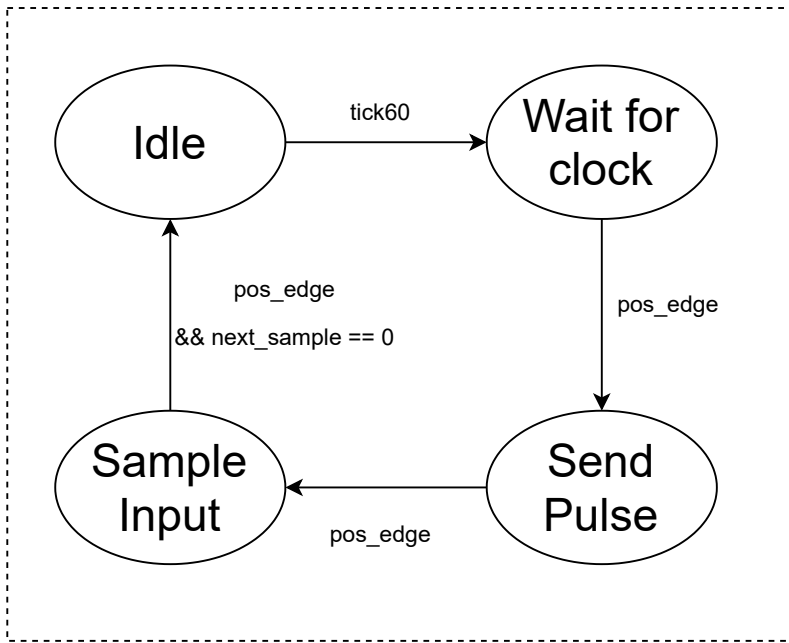 Idle
tick60
Wait for
clock
pos_edge
&& next_sample == 0
pos_edge
Sample
Input
pos_edge
Send
Pulse